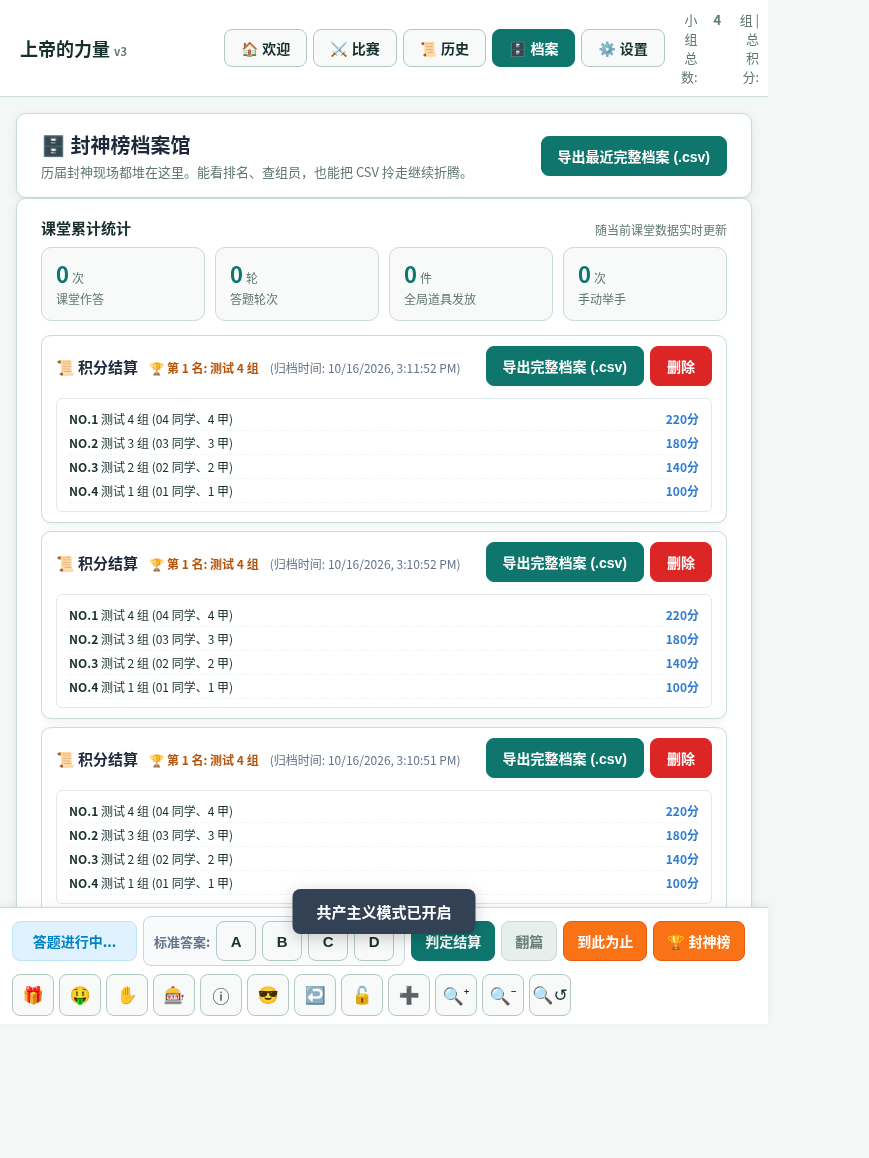 上帝的力量 v3
🏠 欢迎
⚔️ 比赛
📜 历史
🗄️ 档案
⚙️ 设置
小组总数:
4
组 | 总积分:
🗄️ 封神榜档案馆
历届封神现场都堆在这里。能看排名、查组员，也能把 CSV 拎走继续折腾。
导出最近完整档案 (.csv)
课堂累计统计
随当前课堂数据实时更新
0 次
课堂作答
0 轮
答题轮次
0 件
全局道具发放
0 次
手动举手
📜 积分结算 🏆 第 1 名: 测试 4 组 (归档时间: 10/16/2026, 3:11:52 PM)
导出完整档案 (.csv)
删除
NO.1 测试 4 组 (04 同学、4 甲) 220分
NO.2 测试 3 组 (03 同学、3 甲) 180分
NO.3 测试 2 组 (02 同学、2 甲) 140分
NO.4 测试 1 组 (01 同学、1 甲) 100分
📜 积分结算 🏆 第 1 名: 测试 4 组 (归档时间: 10/16/2026, 3:10:52 PM)
导出完整档案 (.csv)
删除
NO.1 测试 4 组 (04 同学、4 甲) 220分
NO.2 测试 3 组 (03 同学、3 甲) 180分
NO.3 测试 2 组 (02 同学、2 甲) 140分
NO.4 测试 1 组 (01 同学、1 甲) 100分
📜 积分结算 🏆 第 1 名: 测试 4 组 (归档时间: 10/16/2026, 3:10:51 PM)
导出完整档案 (.csv)
删除
NO.1 测试 4 组 (04 同学、4 甲) 220分
NO.2 测试 3 组 (03 同学、3 甲) 180分
NO.3 测试 2 组 (02 同学、2 甲) 140分
NO.4 测试 1 组 (01 同学、1 甲) 100分
共产主义模式已开启
答题进行中...
标准答案:
A
B
C
D
判定结算
翻篇
到此为止
🏆 封神榜